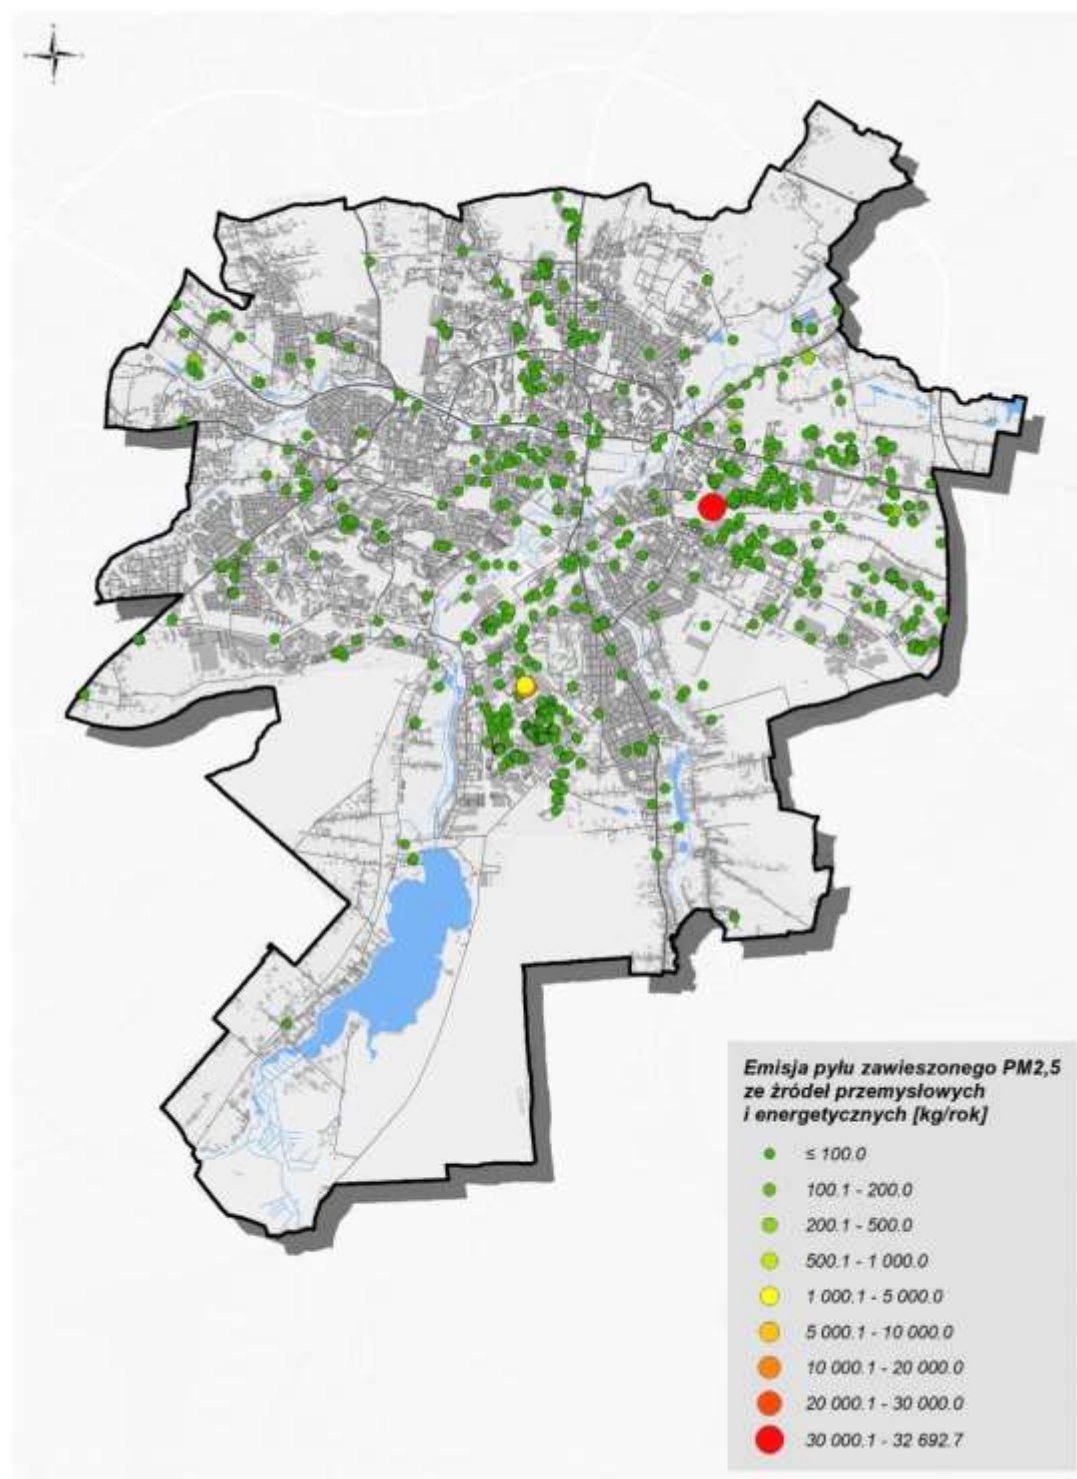 Emisja pyłu zawieszonego PM2,5
ze źródeł przemysłowych
i energetycznych [kg/rok]
≤ 100.0
100.1 - 200.0
200.1 - 500.0
500.1 - 1 000.0
1 000.1 - 5 000.0
5 000.1 - 10 000.0
10 000.1 - 20 000.0
20 000.1 - 30 000.0
30 000.1 - 32 692.7